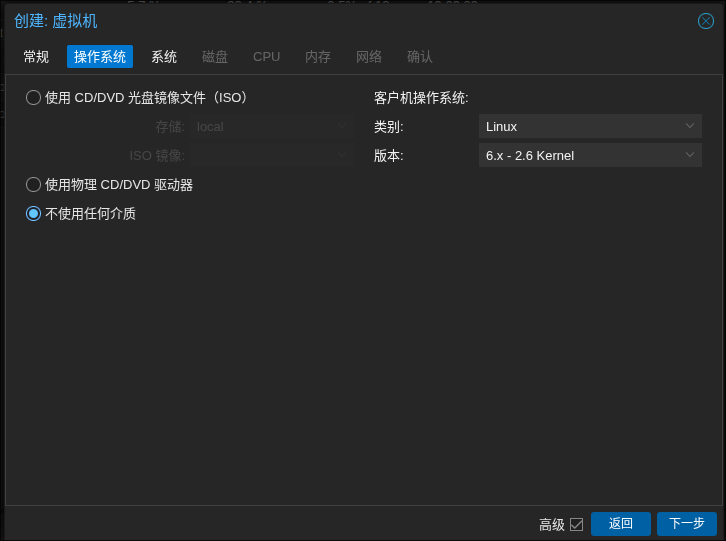 创建: 虚拟机
常规 操作系统 系统 磁盘 CPU 内存 网络 确认
使用 CD/DVD 光盘镜像文件（ISO） 客户机操作系统:
存储: local 类别: Linux
ISO 镜像: 版本: 6.x - 2.6 Kernel
使用物理 CD/DVD 驱动器
不使用任何介质
高级 返回 下一步